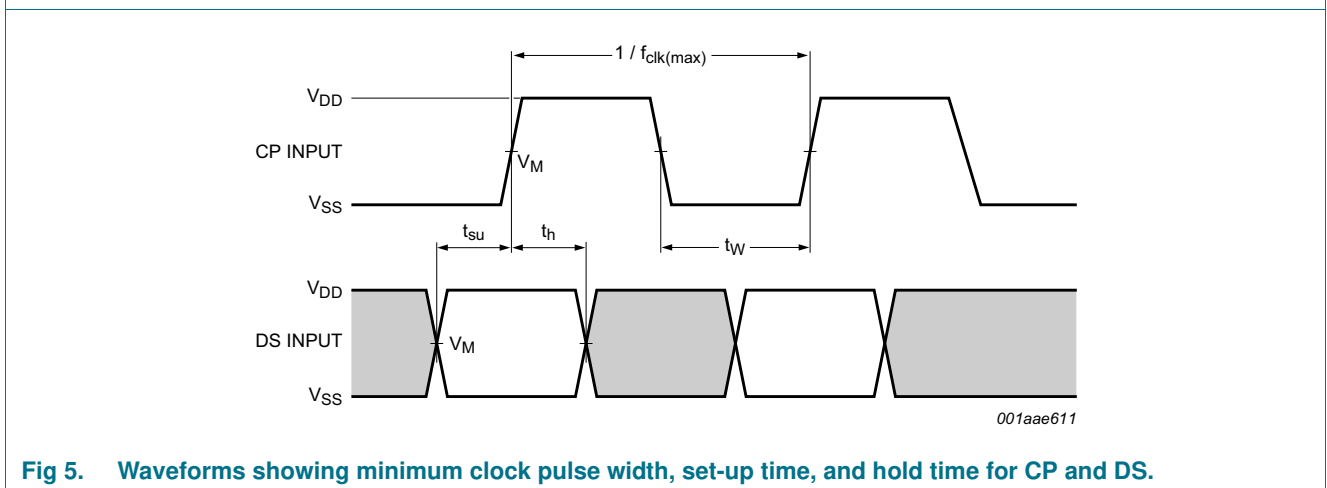 1 / fclk(max)
VDD
CP INPUT
VM
VSS
tsu
th
tW
VDD
DS INPUT
VM
VSS
001aae611
Fig 5. Waveforms showing minimum clock pulse width, set-up time, and hold time for CP and DS.